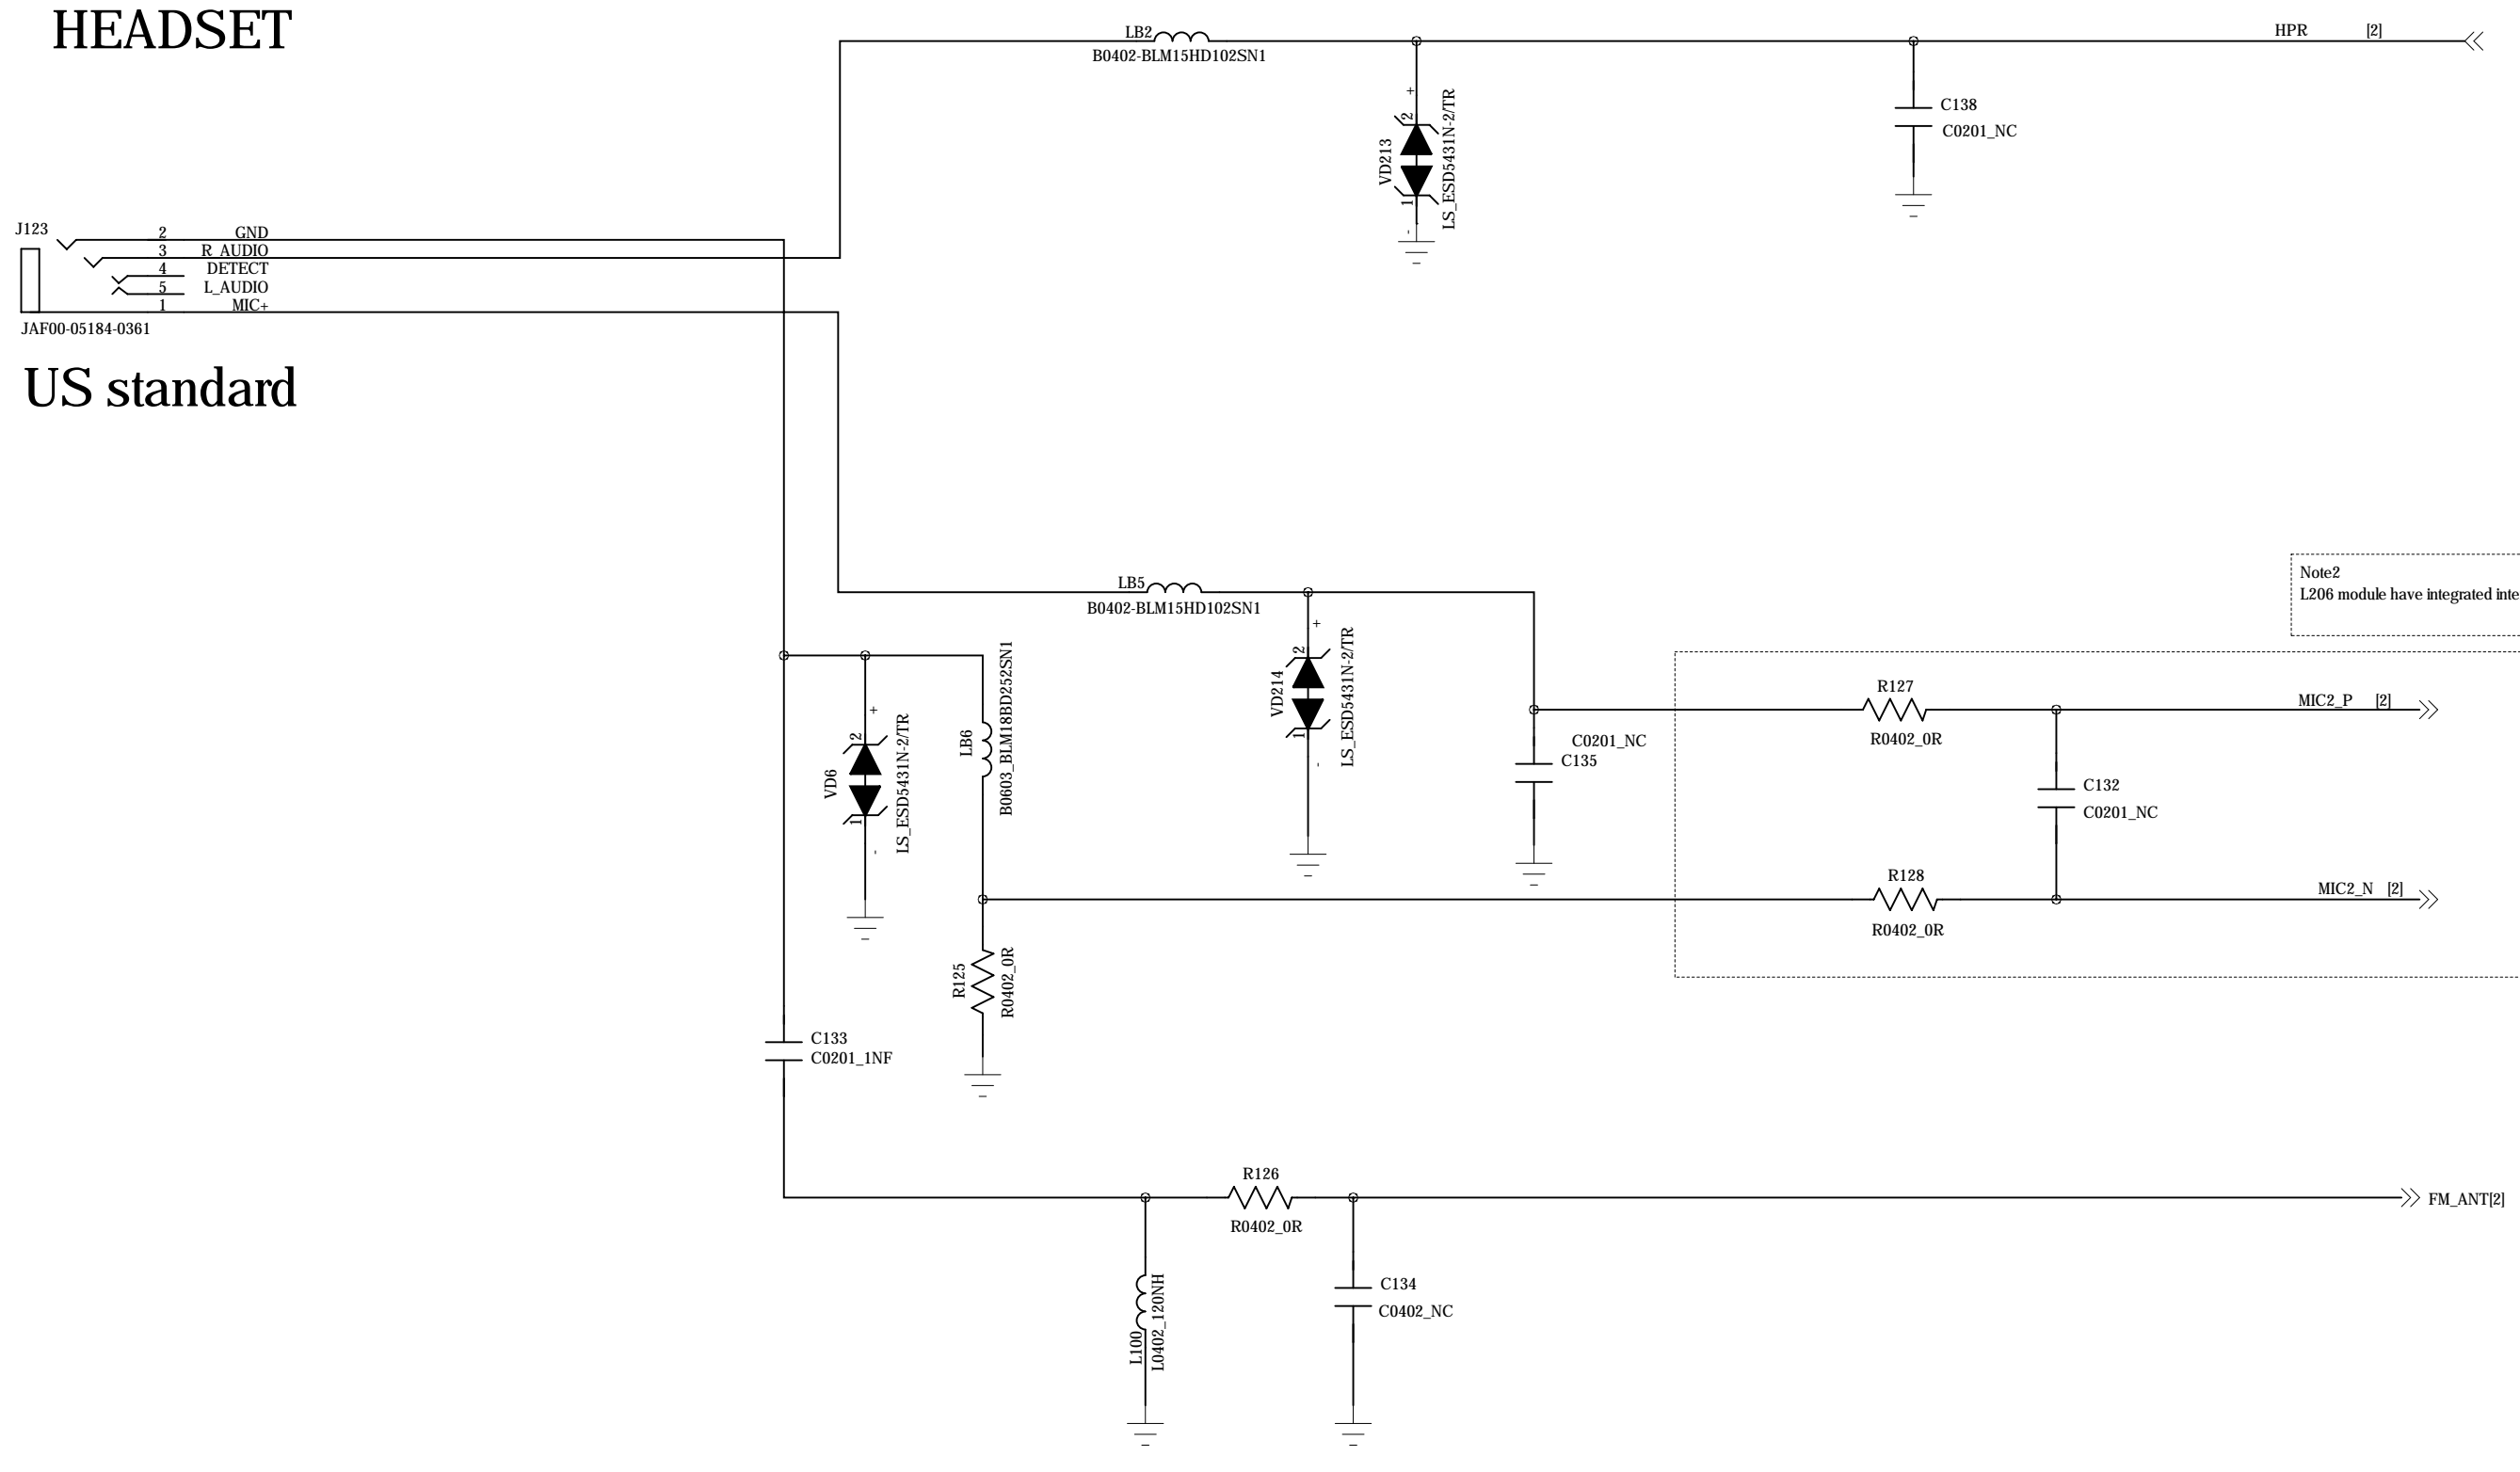 HEADSET
LB2
B0402-BLM15HD102SN1
HPR [2]
+
2
VD213
1
-
LS_ESD5431N-2/TR
C138
C0201_NC
J123
2 GND
3 R_AUDIO
4 DETECT
5 L_AUDIO
1 MIC+
JAF00-05184-0361
US standard
LB5
B0402-BLM15HD102SN1
Note2
L206 module have integrated inte
+
2
VD214
1
-
LS_ESD5431N-2/TR
C0201_NC
C135
R127
R0402_0R
MIC2_P [2]
C132
C0201_NC
R128
R0402_0R
MIC2_N [2]
+
2
VD6
1
-
LS_ESD5431N-2/TR
LB6
B0603_BLM18BD252SN1
R125
R0402_0R
C133
C0201_1NF
R126
R0402_0R
FM_ANT[2]
L100
L0402_120NH
C134
C0402_NC